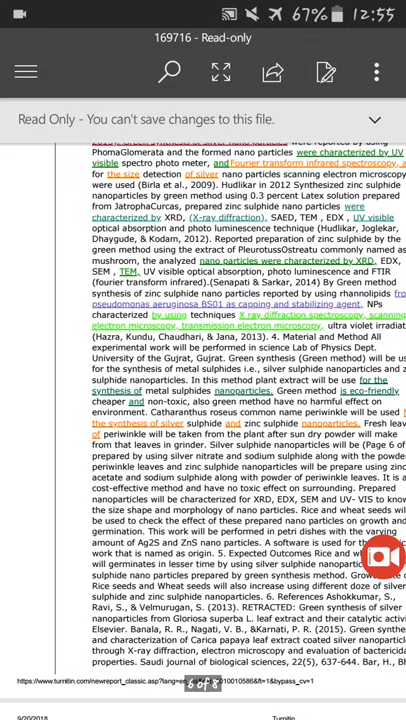 67% 12:55
169716 - Read-only
Read Only - You can't save changes to this file.
PhomaGlomerata and the formed nano particles were characterized by UV
visible spectro photo meter, and Fourier transform infrared spectroscopy, a
for the size detection of silver nano particles scanning electron microscopy
were used (Birla et al., 2009). Hudlikar in 2012 Synthesized zinc sulphide
nanoparticles by green method using 0.3 percent Latex solution prepared
from JatrophaCurcas, prepared zinc sulphide nano particles were
characterized by XRD, (X-ray diffraction), SAED, TEM , EDX , UV visible
optical absorption and photo luminescence technique (Hudlikar, Joglekar,
Dhaygude, & Kodam, 2012). Reported preparation of zinc sulphide by the
green method using the extract of PleurotussOstreatu commonly named as
mushroom, the analyzed nano particles were characterized by XRD, EDX,
SEM , TEM, UV visible optical absorption, photo luminescence and FTIR
(fourier transform infrared).(Senapati & Sarkar, 2014) By Green method
synthesis of zinc sulphide nano particles reported by using rhannolipids from
pseudomonas aeruginosa BS01 as capping and stabilizing agent. NPs
characterized by using techniques X ray diffraction spectroscopy, scanning
electron microscopy, transmission electron microscopy, ultra violet irradiat
(Hazra, Kundu, Chaudhari, & Jana, 2013). 4. Material and Method All
experimental work will be performed in science Lab of Physics Dept.
University of the Gujrat, Gujrat. Green synthesis (Green method) will be us
for the synthesis of metal sulphides i.e., silver sulphide nanoparticles and z
sulphide nanoparticles. In this method plant extract will be use for the
synthesis of metal sulphides nanoparticles. Green method is eco-friendly
cheaper and non-toxic, also green method have no harmful effect on
environment. Catharanthus roseus common name periwinkle will be used f
the synthesis of silver sulphide and zinc sulphide nanoparticles. Fresh leave
of periwinkle will be taken from the plant after sun dry powder will make
from that leaves in grinder. Silver sulphide nanoparticles will be (Page 6 of
prepared by using silver nitrate and sodium sulphide along with the powder
periwinkle leaves and zinc sulphide nanoparticles will be prepare using zinc
acetate and sodium sulphide along with powder of periwinkle leaves. It is a
cost-effective method and have no toxic effect on surrounding. Prepared
nanoparticles will be characterized for XRD, EDX, SEM and UV- VIS to know
the size shape and morphology of nano particles. Rice and wheat seeds will
be used to check the effect of these prepared nano particles on growth and
germination. This work will be performed in petri dishes with the varying
amount of Ag2S and ZnS nano particles. A software is used for the
work that is named as origin. 5. Expected Outcomes Rice and wh
will germinates in lesser time by using silver sulphide nanopartic
sulphide nano particles prepared by green synthesis method.
Rice seeds and Wheat seeds will also increase using different doze of silver
sulphide and zinc sulphide nanoparticles. 6. References Ashokkumar, S.,
Ravi, S., & Velmurugan, S. (2013). RETRACTED: Green synthesis of silver
nanoparticles from Gloriosa superba L. leaf extract and their catalytic activi
Elsevier. Banala, R. R., Nagati, V. B., &Karnati, P. R. (2015). Green synthes
and characterization of Carica papaya leaf extract coated silver nanoparticle
through X-ray diffraction, electron microscopy and evaluation of bactericida
properties. Saudi journal of biological sciences, 22(5), 637-644. Bar, H., Bh
6 of 8
9/20/2018